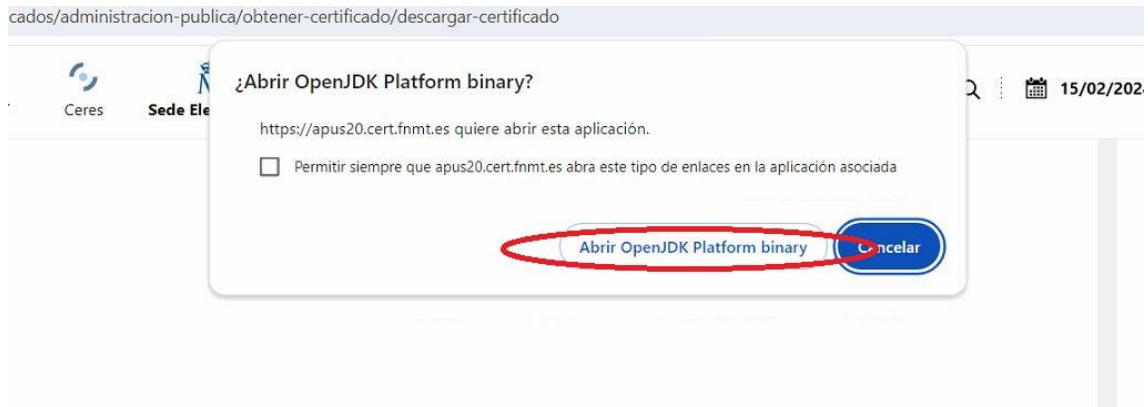 cados/administracion-publica/obtener-certificado/descargar-certificado
¿Abrir OpenJDK Platform binary?
Ceres
Sede Ele
15/02/2024
https://apus20.cert.fnmt.es quiere abrir esta aplicación.
Permitir siempre que apus20.cert.fnmt.es abra este tipo de enlaces en la aplicación asociada
Abrir OpenJDK Platform binary
Cancelar